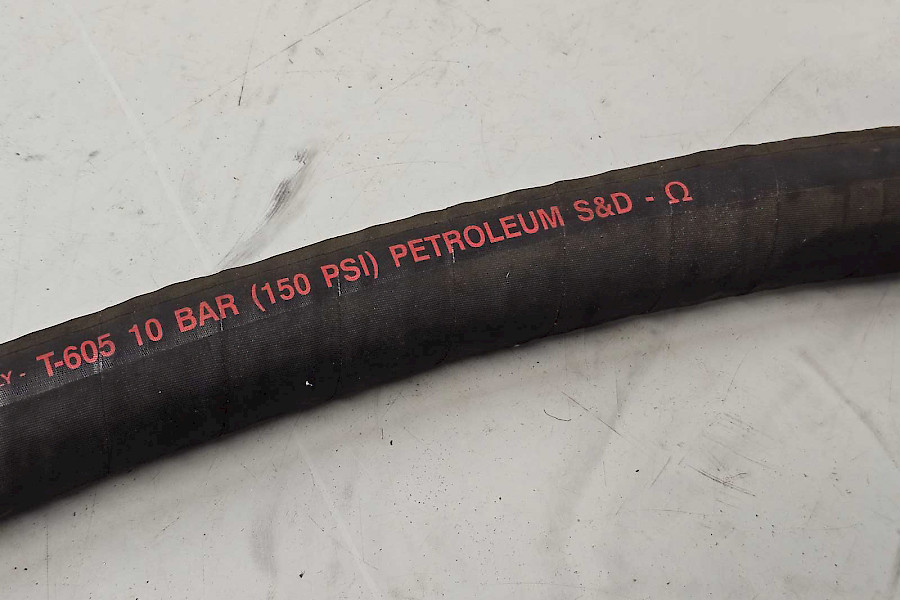 Y - T-605 10 BAR (150 PSI) PETROLEUM S&D - Ω